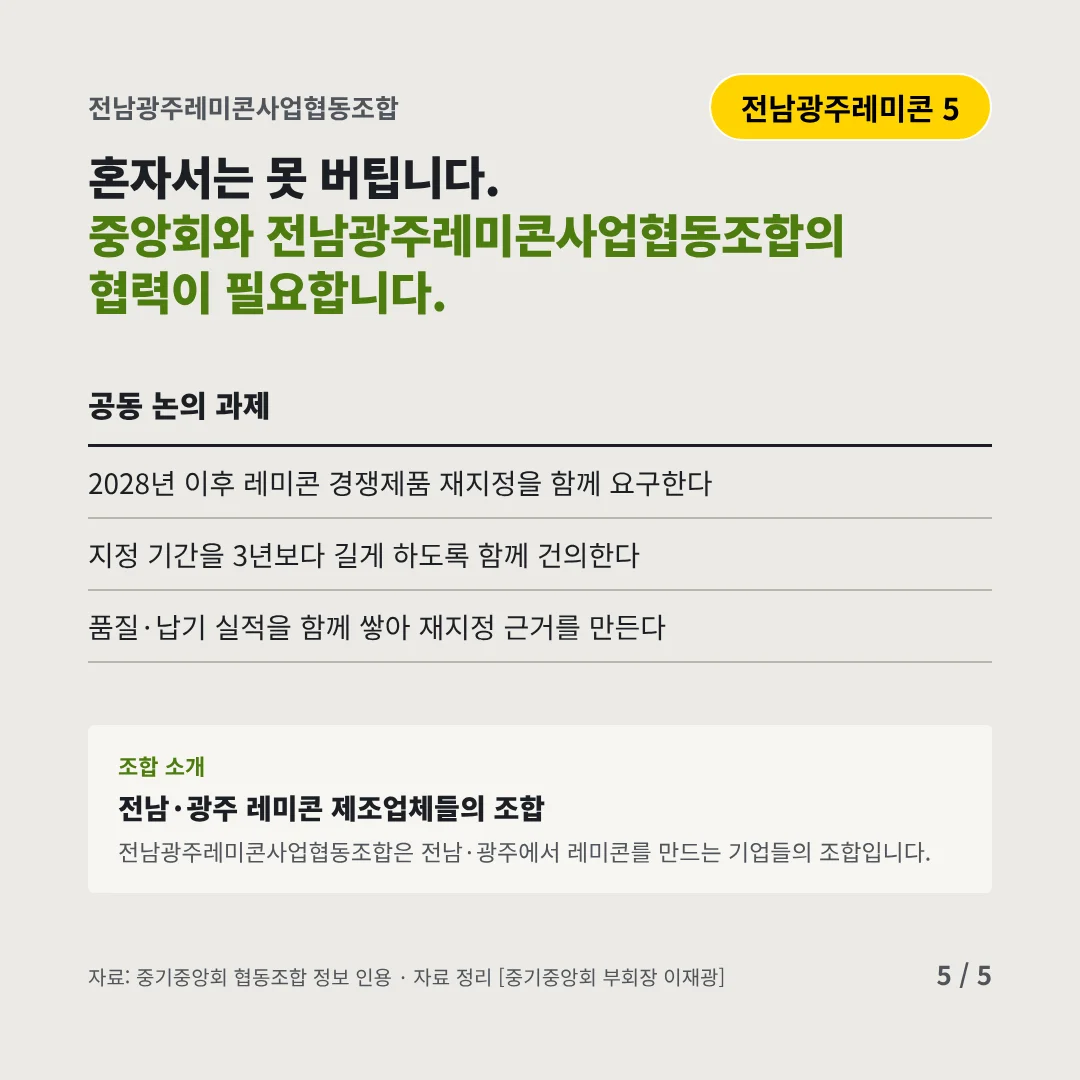 전남광주레미콘사업협동조합
전남광주레미콘 5
혼자서는 못 버팁니다.
중앙회와 전남광주레미콘사업협동조합의
협력이 필요합니다.
공동 논의 과제
2028년 이후 레미콘 경쟁제품 재지정을 함께 요구한다
지정 기간을 3년보다 길게 하도록 함께 건의한다
품질·납기 실적을 함께 쌓아 재지정 근거를 만든다
조합 소개
전남·광주 레미콘 제조업체들의 조합
전남광주레미콘사업협동조합은 전남·광주에서 레미콘를 만드는 기업들의 조합입니다.
자료: 중기중앙회 협동조합 정보 인용 · 자료 정리 [중기중앙회 부회장 이재광]
5 / 5